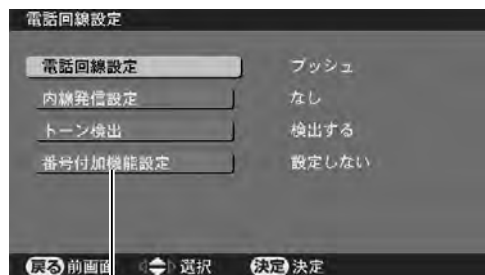 電話回線設定
電話回線設定 プッシュ
内線発信設定 なし
トーン検出 検出する
番号付加機能設定 設定しない
戻る 前画面 選択 決定 決定